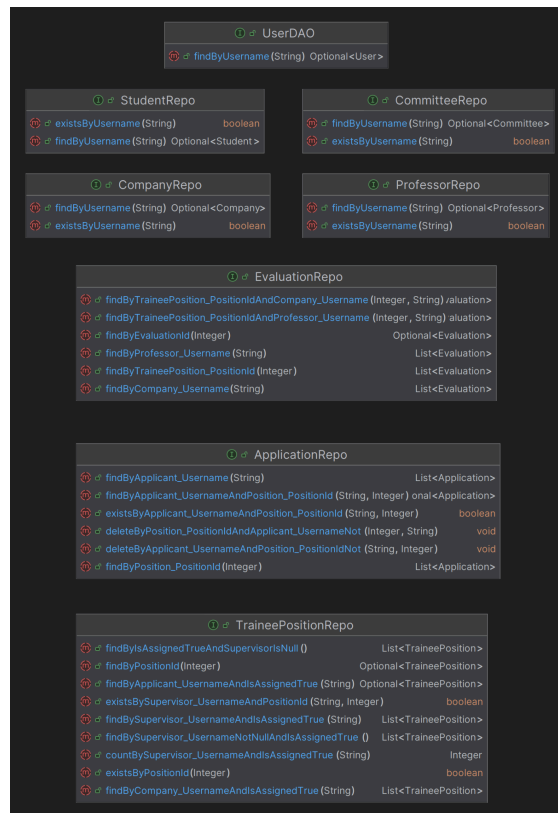 UserDAO
findByUsername(String) Optional<User>
StudentRepo
existsByUsername(String) boolean
findByUsername(String) Optional<Student>
CommitteeRepo
findByUsername(String) Optional<Committee>
existsByUsername(String) boolean
CompanyRepo
findByUsername(String) Optional<Company>
existsByUsername(String) boolean
ProfessorRepo
findByUsername(String) Optional<Professor>
existsByUsername(String) boolean
EvaluationRepo
findByTraineePosition_PositionIdAndCompany_Username(Integer, String) valuation>
findByTraineePosition_PositionIdAndProfessor_Username(Integer, String) aluation>
findByEvaluationId(Integer) Optional<Evaluation>
findByProfessor_Username(String) List<Evaluation>
findByTraineePosition_PositionId(Integer) List<Evaluation>
findByCompany_Username(String) List<Evaluation>
ApplicationRepo
findByApplicant_Username(String) List<Application>
findByApplicant_UsernameAndPosition_PositionId(String, Integer) onal<Application>
existsByApplicant_UsernameAndPosition_PositionId(String, Integer) boolean
deleteByPosition_PositionIdAndApplicant_UsernameNot(Integer, String) void
deleteByApplicant_UsernameAndPosition_PositionIdNot(String, Integer) void
findByPosition_PositionId(Integer) List<Application>
TraineePositionRepo
findByIsAssignedTrueAndSupervisorIsNull() List<TraineePosition>
findByPositionId(Integer) Optional<TraineePosition>
findByApplicant_UsernameAndIsAssignedTrue(String) Optional<TraineePosition>
existsBySupervisor_UsernameAndPositionId(String, Integer) boolean
findBySupervisor_UsernameAndIsAssignedTrue(String) List<TraineePosition>
findBySupervisor_UsernameNotNullAndIsAssignedTrue() List<TraineePosition>
countBySupervisor_UsernameAndIsAssignedTrue(String) Integer
existsByPositionId(Integer) boolean
findByCompany_UsernameAndIsAssignedTrue(String) List<TraineePosition>